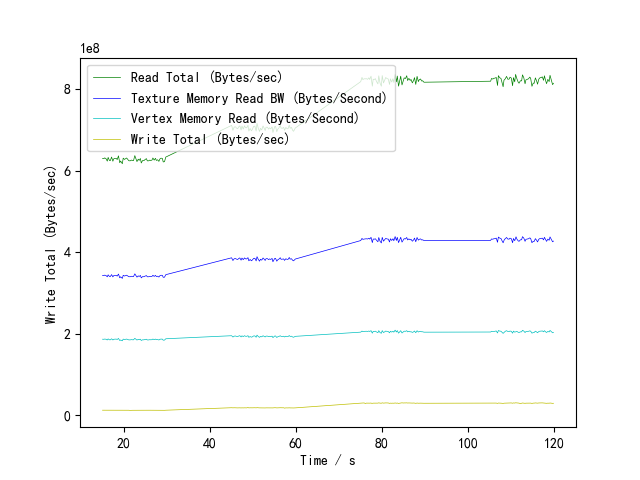 1e8
Read Total (Bytes/sec)
Texture Memory Read BW (Bytes/Second)
Vertex Memory Read (Bytes/Second)
Write Total (Bytes/sec)
8
6
4
2
0
Write Total (Bytes/sec)
20 40 60 80 100 120
Time / s